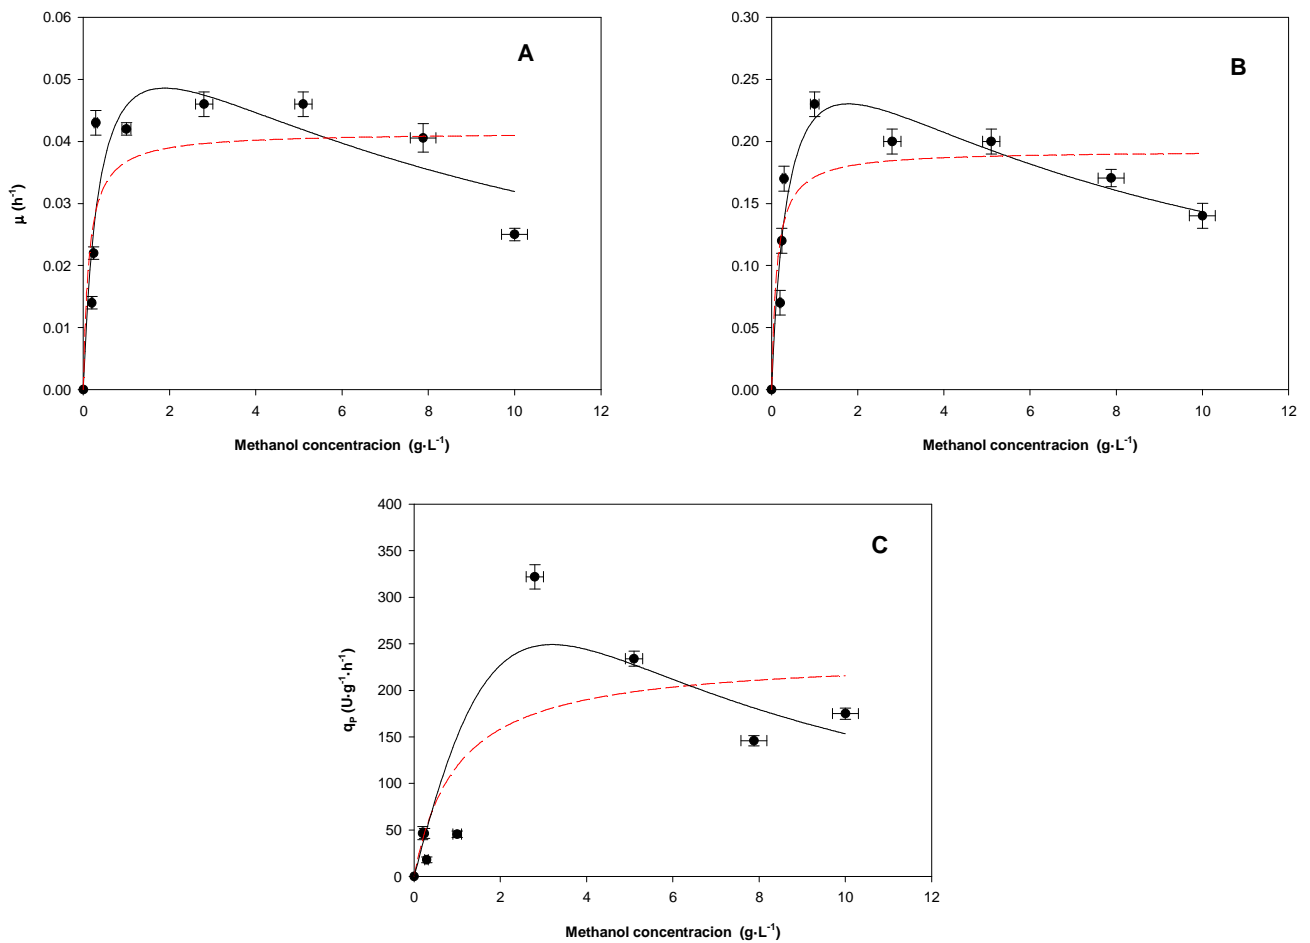 A
0.06
0.05
0.04
0.03
0.02
0.01
0.00
μ (h⁻¹)
0 2 4 6 8 10 12
Methanol concentracion (g·L⁻¹)
B
0.30
0.25
0.20
0.15
0.10
0.05
0.00
0 2 4 6 8 10 12
Methanol concentracion (g·L⁻¹)
C
400
350
300
250
200
150
100
50
0
qP (U·g⁻¹·h⁻¹)
0 2 4 6 8 10 12
Methanol concentracion (g·L⁻¹)